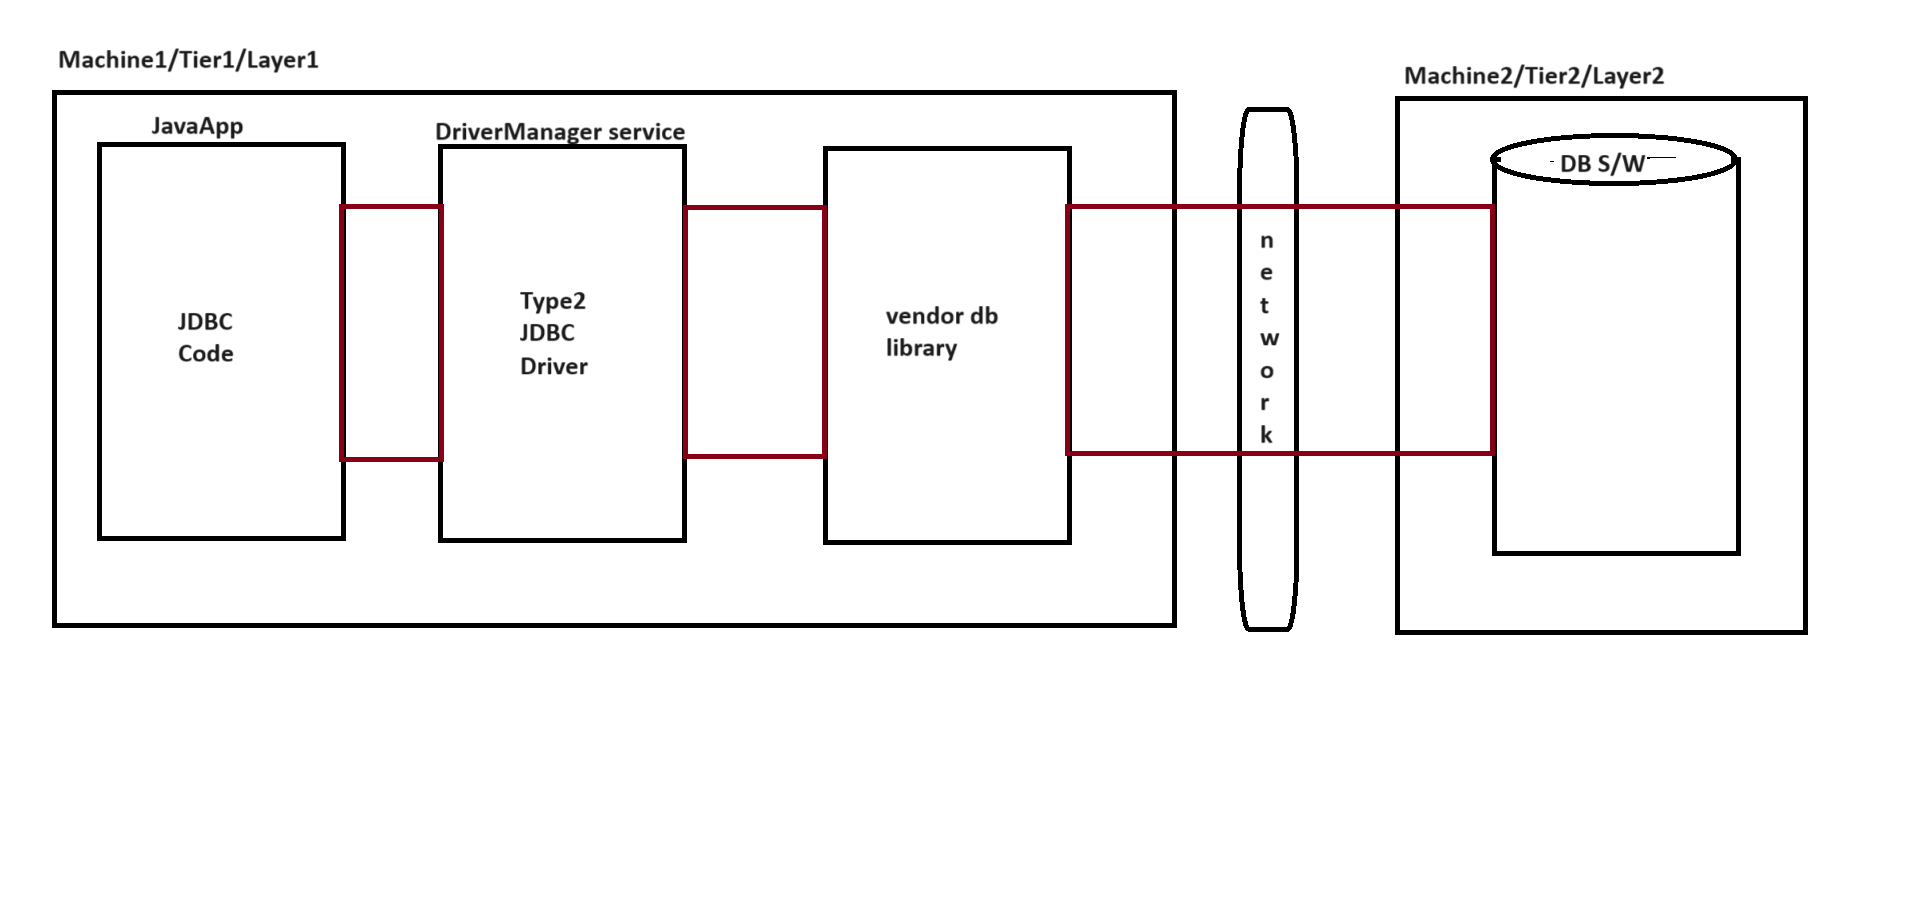 Machine1/Tier1/Layer1
Machine2/Tier2/Layer2
JavaApp
DriverManager service
DB S/W
JDBC
Code
Type2
JDBC
Driver
vendor db
library
n
e
t
w
o
r
k